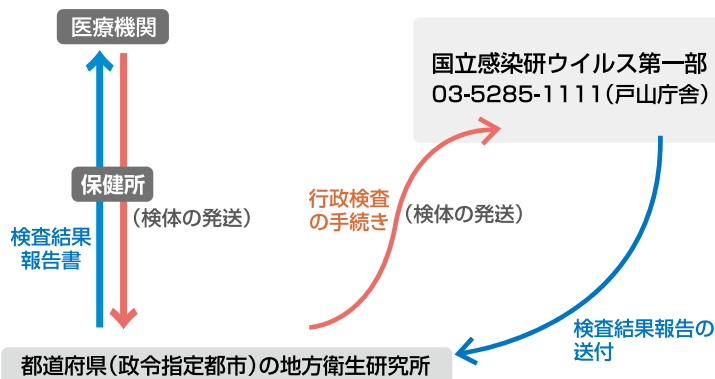 医療機関
国立感染研ウイルス第一部
03-5285-1111(戸山庁舎)
保健所
(検体の発送)
行政検査
の手続き
(検体の発送)
検査結果
報告書
検査結果報告の
送付
都道府県(政令指定都市)の地方衛生研究所